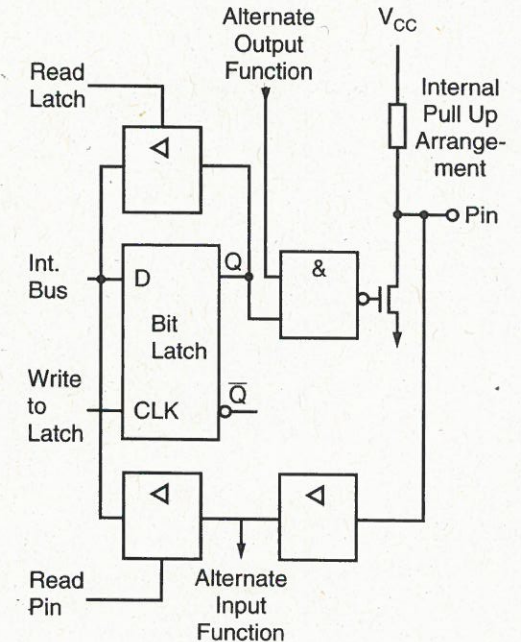 Alternate
Output
Function
V_CC
Read
Latch
Internal
Pull Up
Arrange-
ment
Pin
Int.
Bus
D
Q
&
Bit
Latch
Write
to
Latch
CLK
Q̅
Read
Pin
Alternate
Input
Function